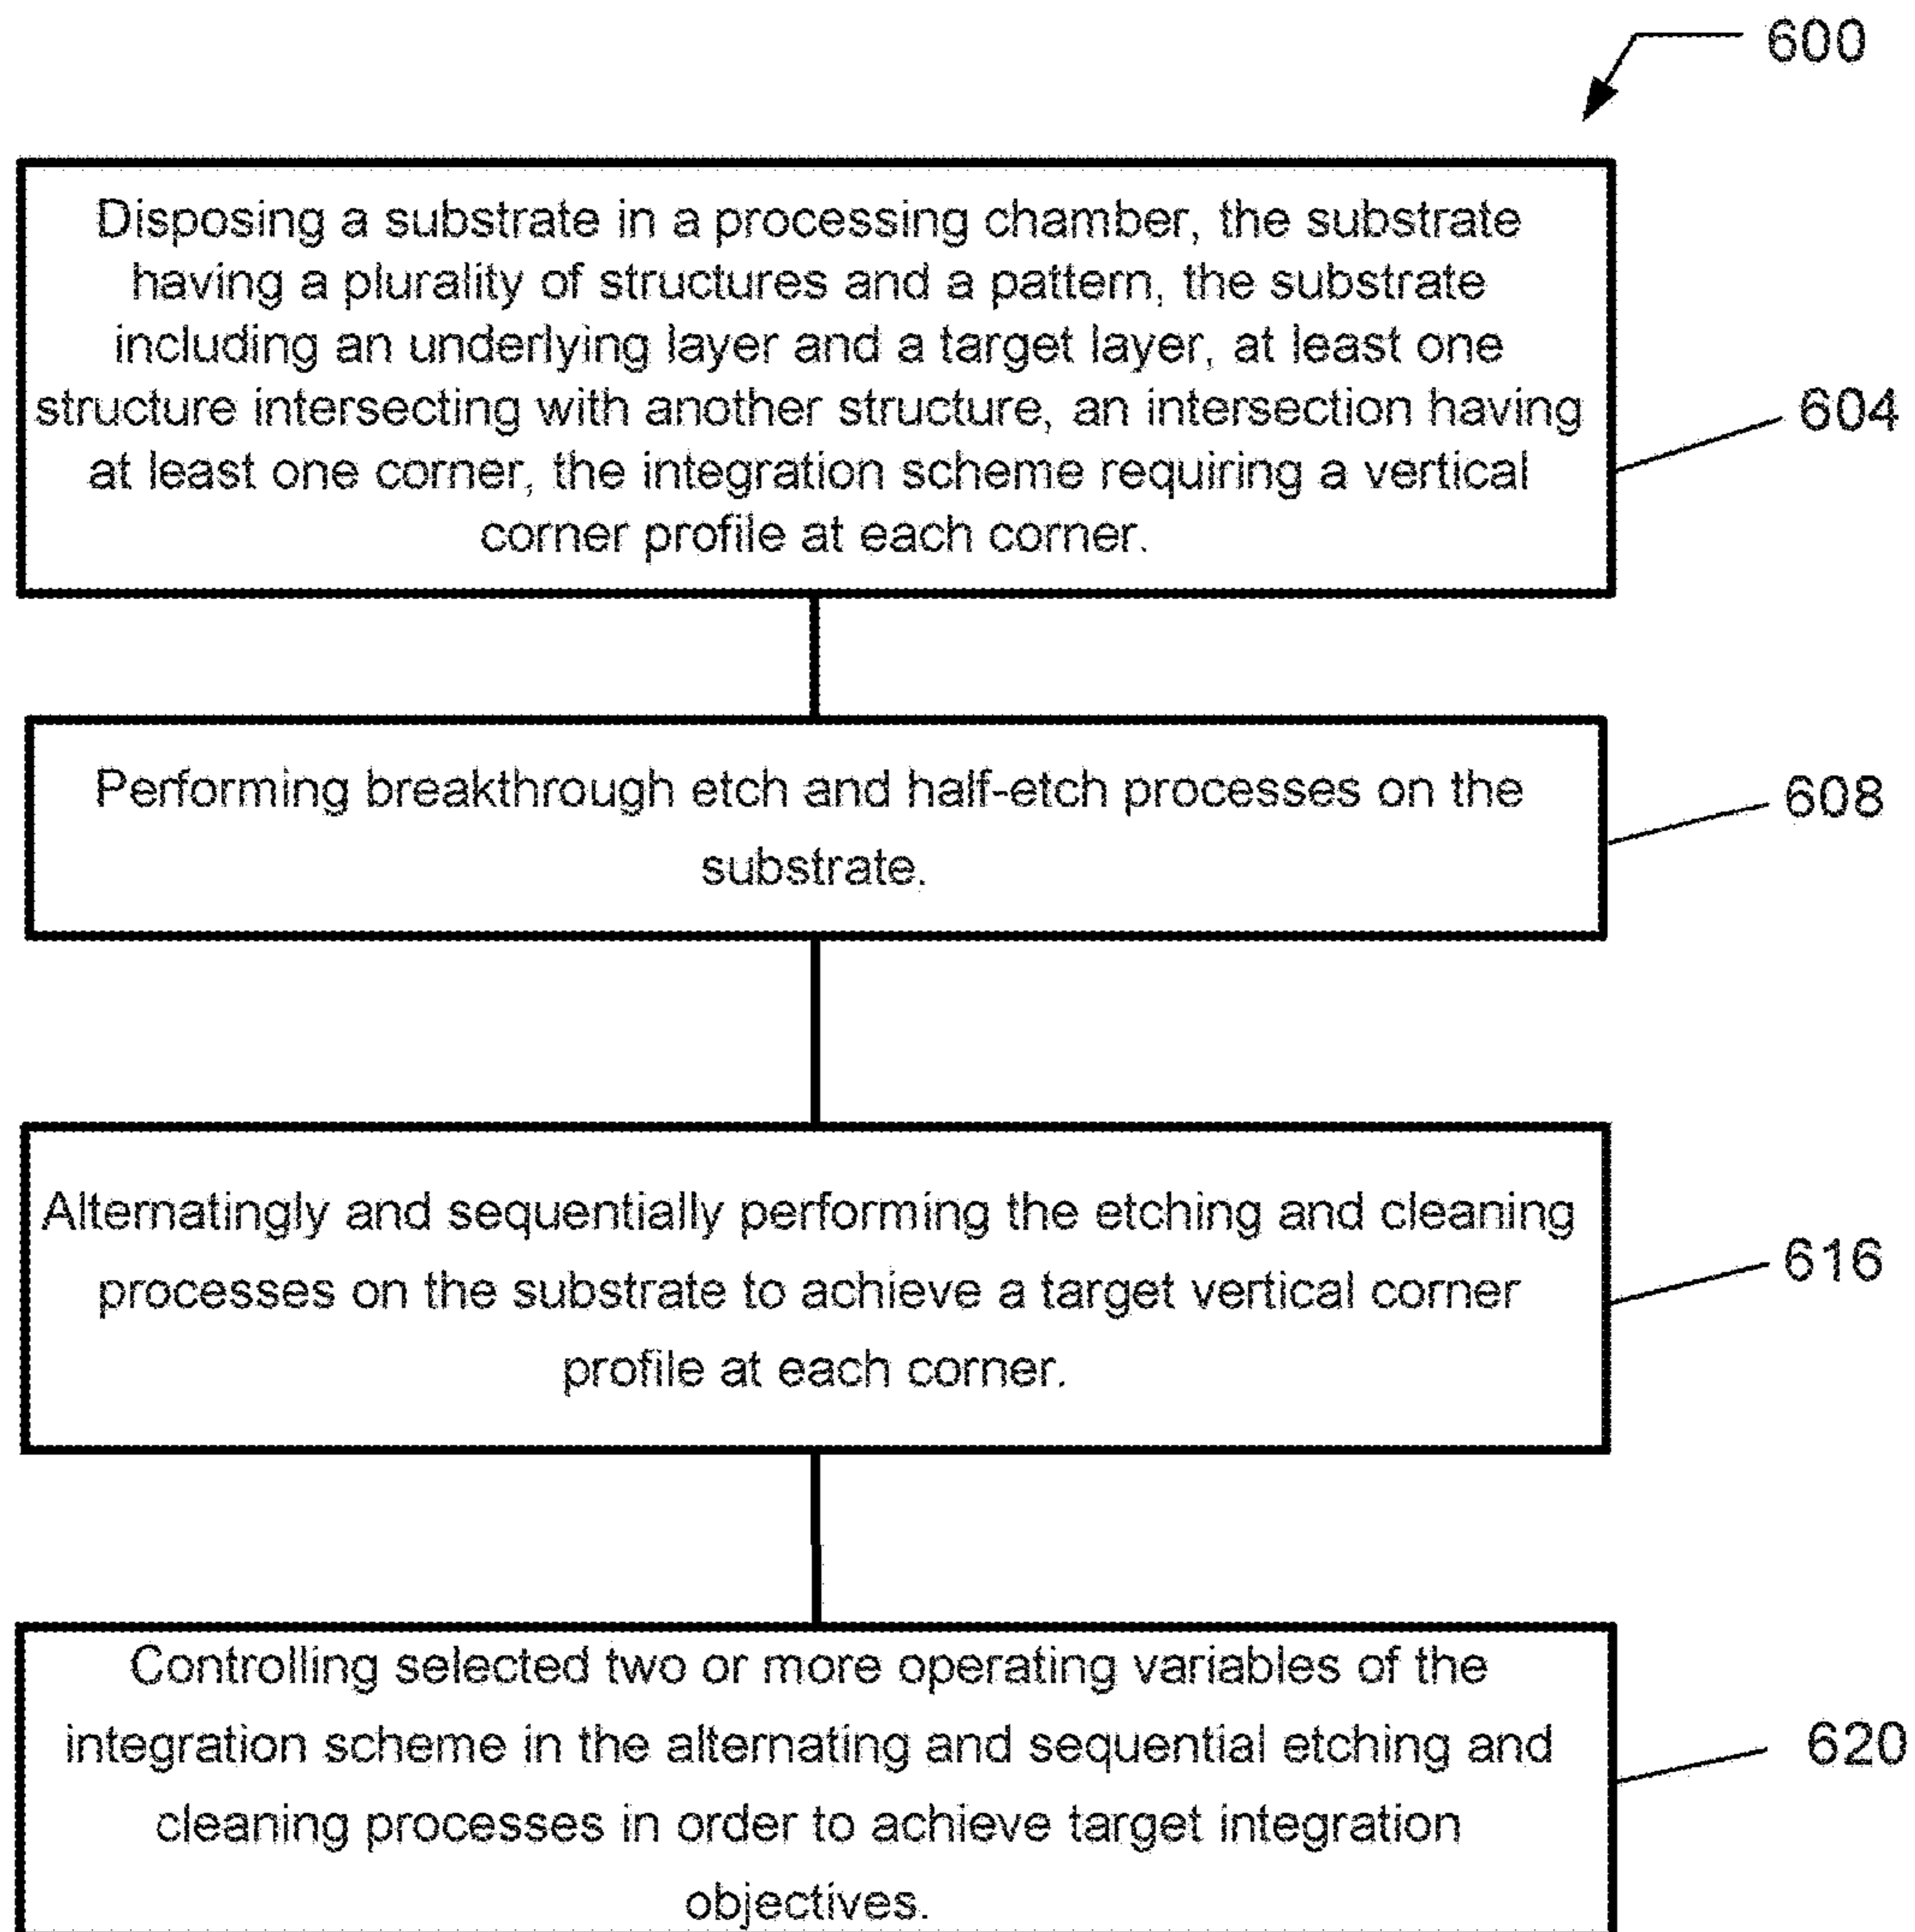 600
Disposing a substrate in a processing chamber, the substrate
having a plurality of structures and a pattern, the substrate
including an underlying layer and a target layer, at least one
structure intersecting with another structure, an intersection having
at least one corner, the integration scheme requiring a vertical
corner profile at each corner.
604
Performing breakthrough etch and half-etch processes on the
substrate.
608
Alternatingly and sequentially performing the etching and cleaning
processes on the substrate to achieve a target vertical corner
profile at each corner.
616
Controlling selected two or more operating variables of the
integration scheme in the alternating and sequential etching and
cleaning processes in order to achieve target integration
objectives.
620